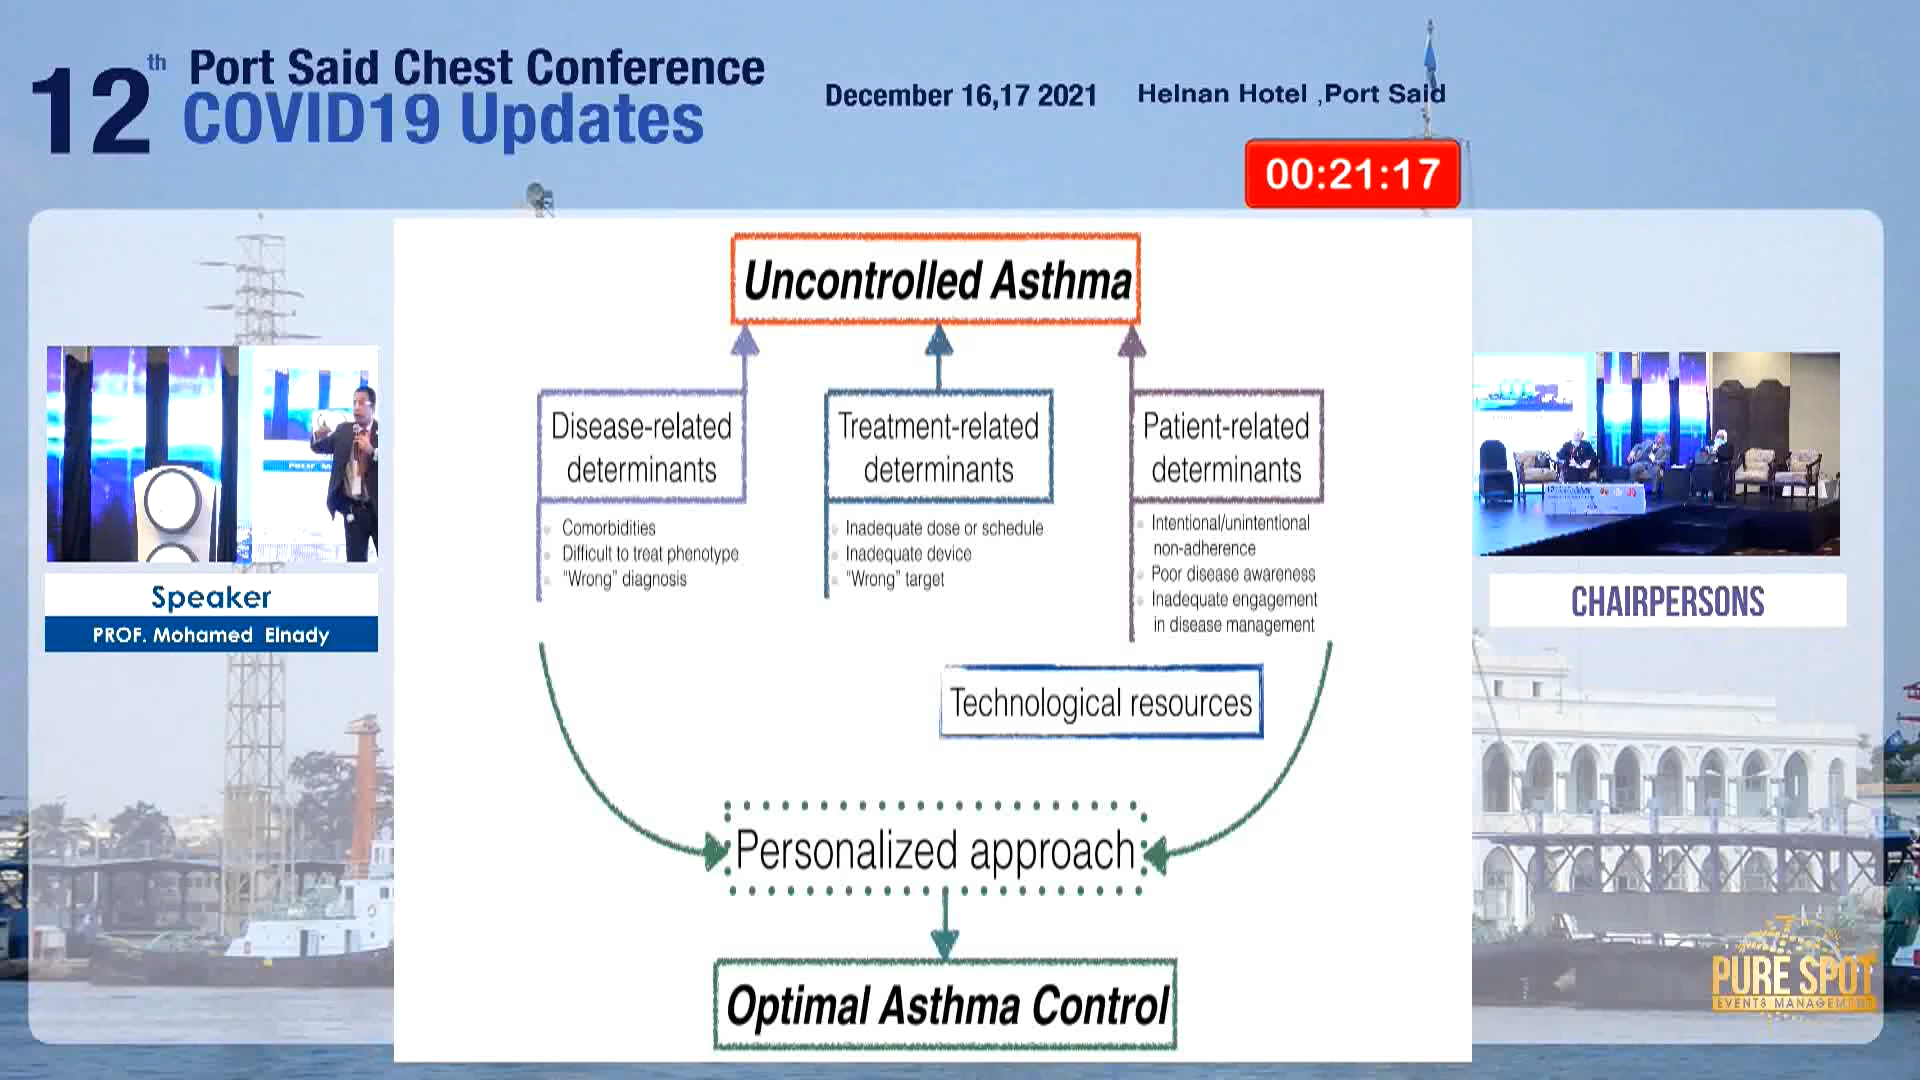 12th Port Said Chest Conference
COVID19 Updates
December 16,17 2021
Helnan Hotel ,Port Said
00:21:17
Uncontrolled Asthma
Disease-related
determinants
Comorbidities
Difficult to treat phenotype
“Wrong” diagnosis
Treatment-related
determinants
Inadequate dose or schedule
Inadequate device
“Wrong” target
Patient-related
determinants
Intentional/unintentional
non-adherence
Poor disease awareness
Inadequate engagement
in disease management
Technological resources
Personalized approach
Optimal Asthma Control
Speaker
PROF. Mohamed Elnady
CHAIRPERSONS
PURE SPOT
EVENTS MANAGEMENT